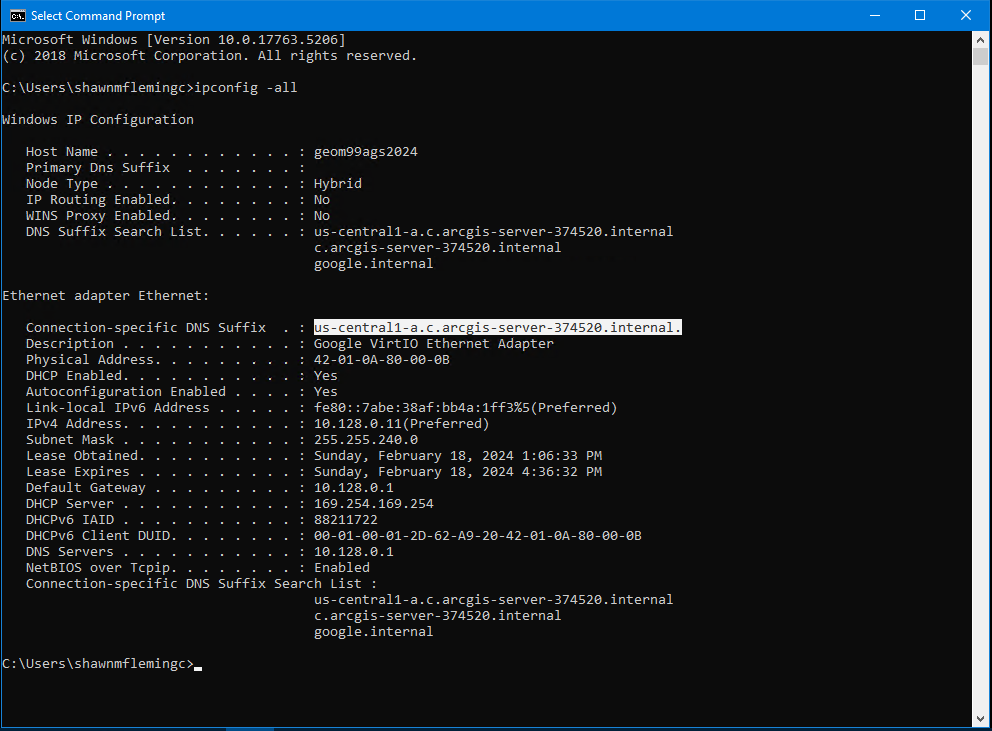 Select Command Prompt
Microsoft Windows [Version 10.0.17763.5206]
(c) 2018 Microsoft Corporation. All rights reserved.
C:\Users\shawnmflemingc>ipconfig -all
Windows IP Configuration
Host Name . . . . . . . . . . . . : geom99ags2024
Primary Dns Suffix  . . . . . . . :
Node Type . . . . . . . . . . . . : Hybrid
IP Routing Enabled. . . . . . . . : No
WINS Proxy Enabled. . . . . . . . : No
DNS Suffix Search List. . . . . . : us-central1-a.c.arcgis-server-374520.internal
c.arcgis-server-374520.internal
google.internal
Ethernet adapter Ethernet:
Connection-specific DNS Suffix  . : us-central1-a.c.arcgis-server-374520.internal.
Description . . . . . . . . . . . : Google VirtIO Ethernet Adapter
Physical Address. . . . . . . . . : 42-01-0A-80-00-0B
DHCP Enabled. . . . . . . . . . . : Yes
Autoconfiguration Enabled . . . . : Yes
Link-local IPv6 Address . . . . . : fe80::7abe:38af:bb4a:1ff3%5(Preferred)
IPv4 Address. . . . . . . . . . . : 10.128.0.11(Preferred)
Subnet Mask . . . . . . . . . . . : 255.255.240.0
Lease Obtained. . . . . . . . . . : Sunday, February 18, 2024 1:06:33 PM
Lease Expires . . . . . . . . . . : Sunday, February 18, 2024 4:36:32 PM
Default Gateway . . . . . . . . . : 10.128.0.1
DHCP Server . . . . . . . . . . . : 169.254.169.254
DHCPv6 IAID . . . . . . . . . . . : 88211722
DHCPv6 Client DUID. . . . . . . . : 00-01-00-01-2D-62-A9-20-42-01-0A-80-00-0B
DNS Servers . . . . . . . . . . . : 10.128.0.1
NetBIOS over Tcpip. . . . . . . . : Enabled
Connection-specific DNS Suffix Search List :
us-central1-a.c.arcgis-server-374520.internal
c.arcgis-server-374520.internal
google.internal
C:\Users\shawnmflemingc>